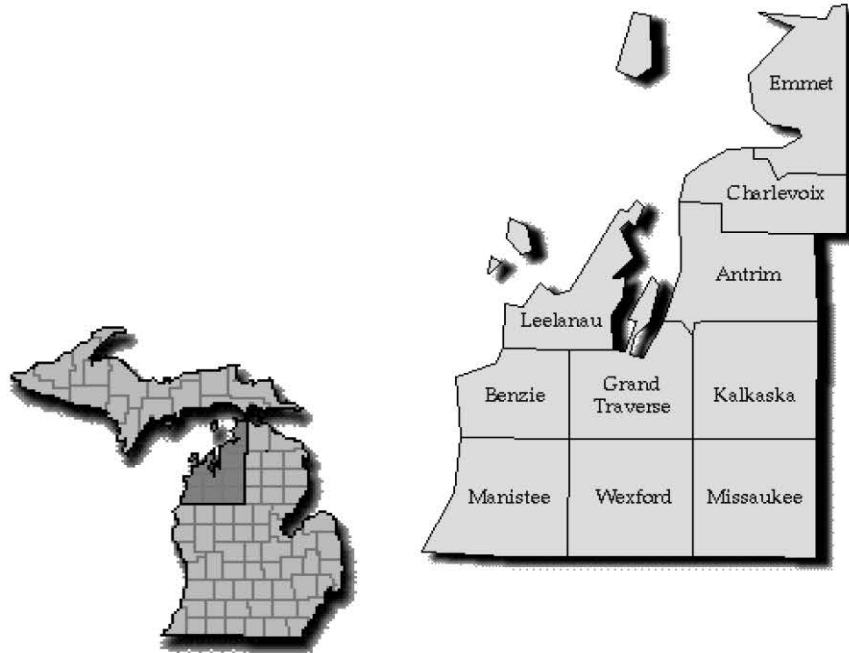 Emmet
Charlevoix
Antrim
Leelanau
Benzie
Grand
Traverse
Kalkaska
Manistee
Wexford
Missaukee